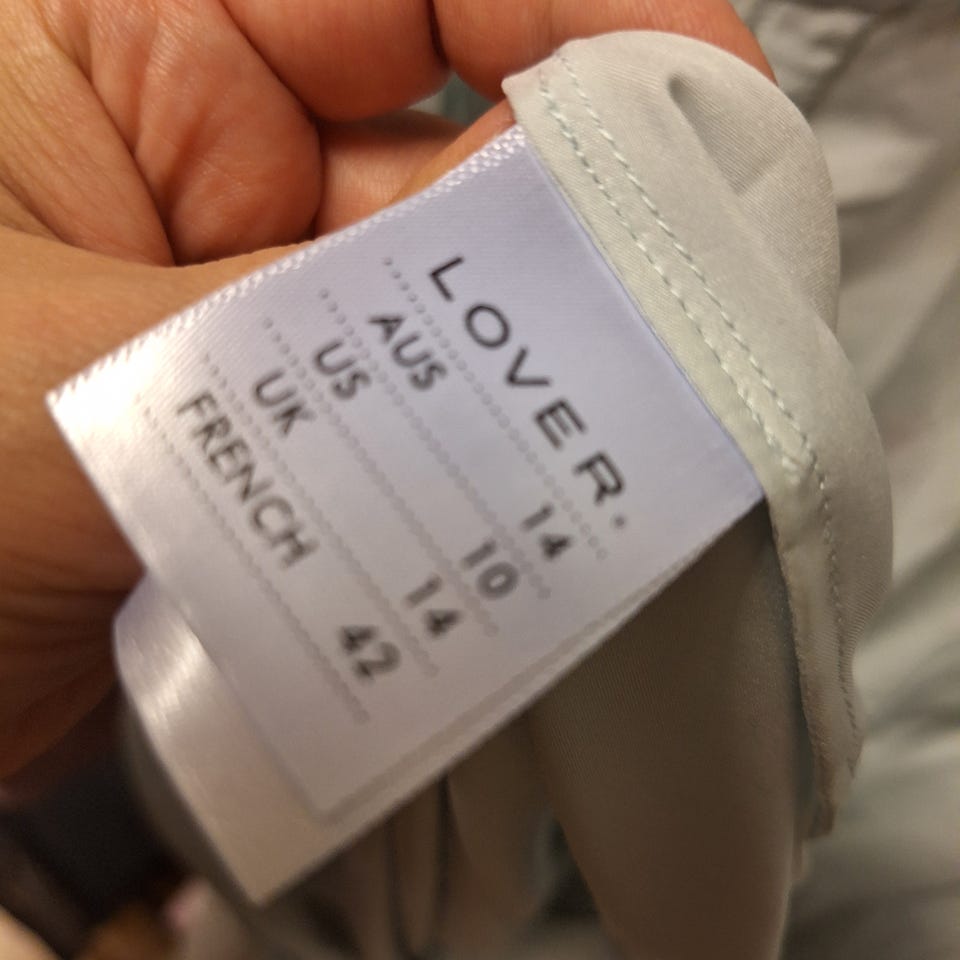 LOVER.
AUS 14
US 10
UK 14
FRENCH 42